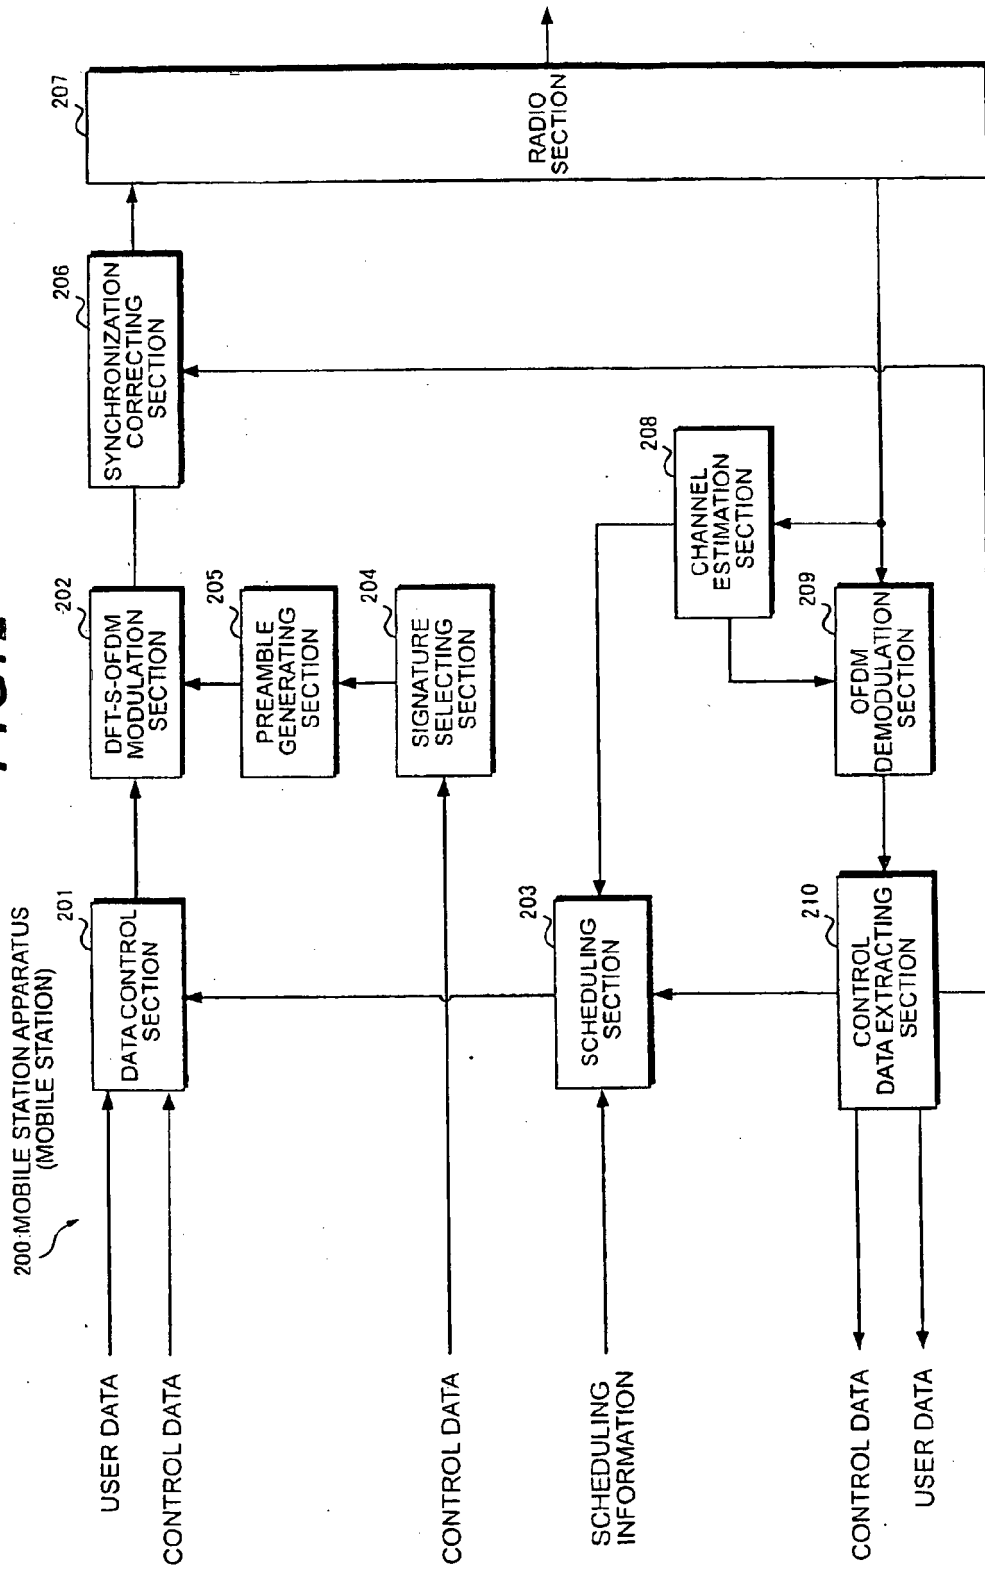 200:MOBILE STATION APPARATUS
(MOBILE STATION)
USER DATA
CONTROL DATA
201
DATA CONTROL
SECTION
202
DFT-S-OFDM
MODULATION
SECTION
206
SYNCHRONIZATION
CORRECTING
SECTION
207
RADIO
SECTION
205
PREAMBLE
GENERATING
SECTION
CONTROL DATA
204
SIGNATURE
SELECTING
SECTION
SCHEDULING
INFORMATION
203
SCHEDULING
SECTION
208
CHANNEL
ESTIMATION
SECTION
209
OFDM
DEMODULATION
SECTION
210
CONTROL
DATA EXTRACTING
SECTION
CONTROL DATA
USER DATA